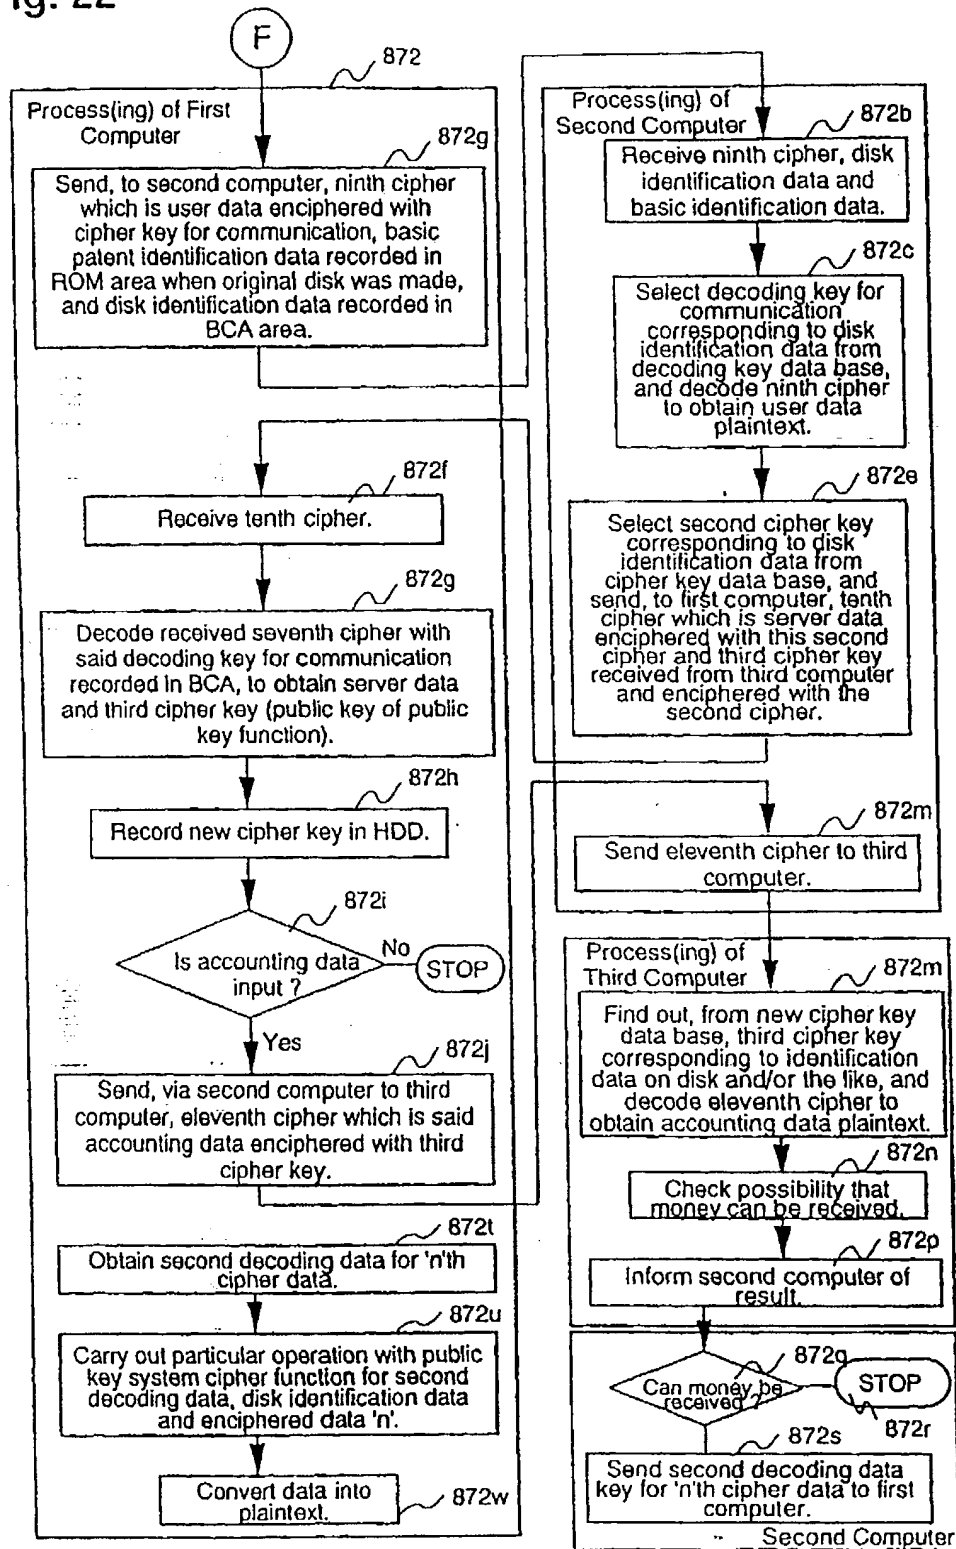 ig. 22
F
872
Process(ing) of First
Computer
872g
Send, to second computer, ninth cipher
which is user data enciphered with
cipher key for communication, basic
patent identification data recorded in
ROM area when original disk was made,
and disk identification data recorded in
BCA area.
872f
Receive tenth cipher.
872g
Decode received seventh cipher with
said decoding key for communication
recorded in BCA, to obtain server data
and third cipher key (public key of public
key function).
872h
Record new cipher key in HDD.
872i
Is accounting data
input ?
No
STOP
Yes
872j
Send, via second computer to third
computer, eleventh cipher which is said
accounting data enciphered with third
cipher key.
872t
Obtain second decoding data for 'n'th
cipher data.
872u
Carry out particular operation with public
key system cipher function for second
decoding data, disk identification data
and enciphered data 'n'.
Convert data into
plaintext.
872w
Process(ing) of
Second Computer
872b
Receive ninth cipher, disk
identification data and
basic identification data.
872c
Select decoding key for
communication
corresponding to disk
identification data from
decoding key data base,
and decode ninth cipher
to obtain user data
plaintext.
872e
Select second cipher key
corresponding to disk
identification data from
cipher key data base, and
send, to first computer, tenth
cipher which is server data
enciphered with this second
cipher and third cipher key
received from third computer
and enciphered with the
second cipher.
872m
Send eleventh cipher to third
computer.
Process(ing) of
Third Computer
872m
Find out, from new cipher key
data base, third cipher key
corresponding to identification
data on disk and/or the like, and
decode eleventh cipher to
obtain accounting data plaintext.
872n
Check possibility that
money can be received.
872p
Inform second computer of
result.
872q
Can money be
received ?
STOP
872r
872s
Send second decoding data
key for 'n'th cipher data to first
computer.
Second Computer